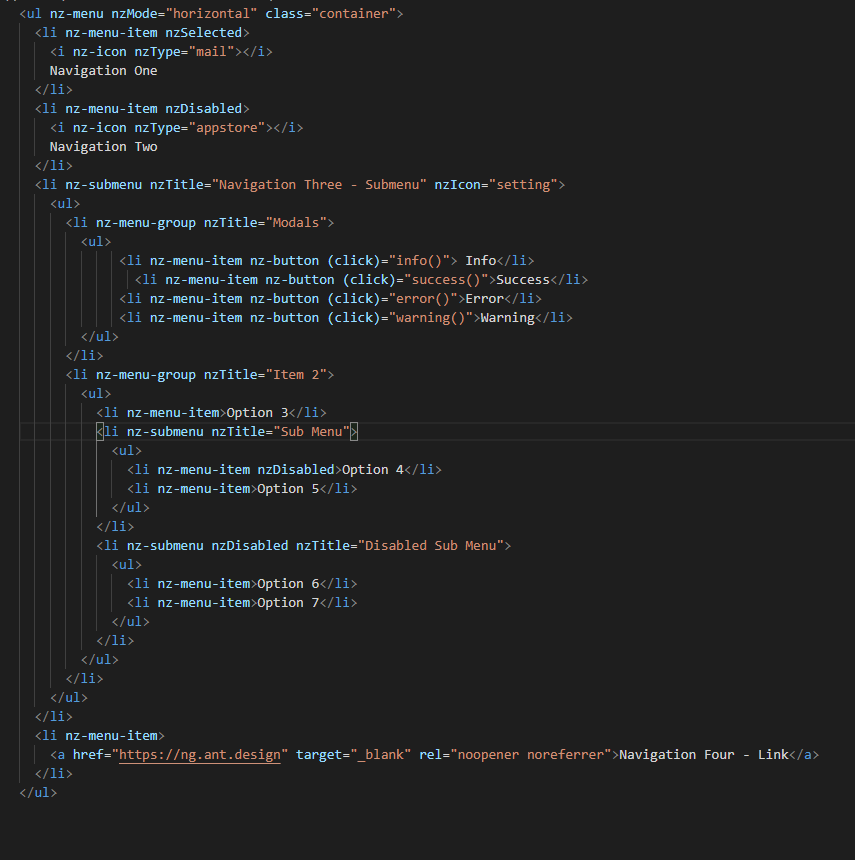 <ul nz-menu nzMode="horizontal" class="container">
  <li nz-menu-item nzSelected>
    <i nz-icon nzType="mail"></i>
    Navigation One
  </li>
  <li nz-menu-item nzDisabled>
    <i nz-icon nzType="appstore"></i>
    Navigation Two
  </li>
  <li nz-submenu nzTitle="Navigation Three - Submenu" nzIcon="setting">
    <ul>
      <li nz-menu-group nzTitle="Modals">
        <ul>
             <li nz-menu-item nz-button (click)="info()"> Info</li>
               <li nz-menu-item nz-button (click)="success()">Success</li>
             <li nz-menu-item nz-button (click)="error()">Error</li>
             <li nz-menu-item nz-button (click)="warning()">Warning</li>
        </ul>
      </li>
      <li nz-menu-group nzTitle="Item 2">
        <ul>
          <li nz-menu-item>Option 3</li>
          <li nz-submenu nzTitle="Sub Menu">
            <ul>
              <li nz-menu-item nzDisabled>Option 4</li>
              <li nz-menu-item>Option 5</li>
            </ul>
          </li>
          <li nz-submenu nzDisabled nzTitle="Disabled Sub Menu">
            <ul>
              <li nz-menu-item>Option 6</li>
              <li nz-menu-item>Option 7</li>
            </ul>
          </li>
        </ul>
      </li>
    </ul>
  </li>
  <li nz-menu-item>
    <a href="https://ng.ant.design" target="_blank" rel="noopener noreferrer">Navigation Four - Link</a>
  </li>
</ul>